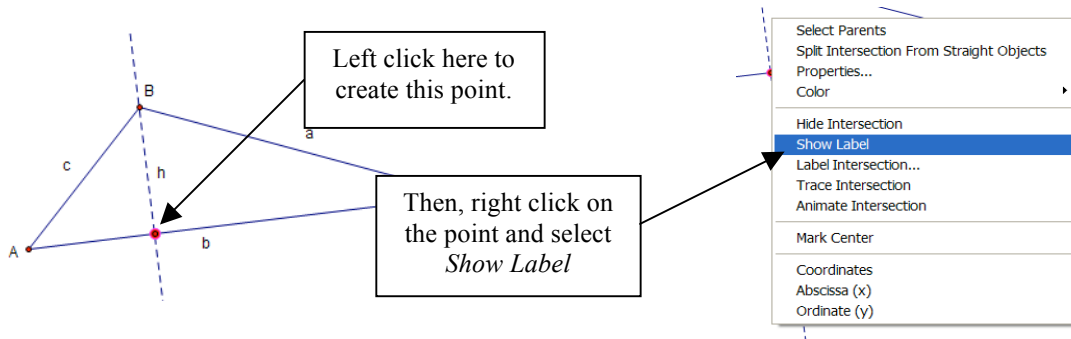 Left click here to
create this point.
B
a
c
h
A
b
Then, right click on
the point and select
Show Label
Select Parents
Split Intersection From Straight Objects
Properties...
Color
Hide Intersection
Show Label
Label Intersection...
Trace Intersection
Animate Intersection
Mark Center
Coordinates
Abscissa (x)
Ordinate (y)